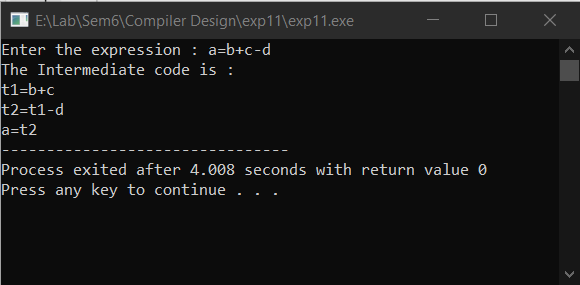 E:\Lab\Sem6\Compiler Design\exp11\exp11.exe
Enter the expression : a=b+c-d
The Intermediate code is :
t1=b+c
t2=t1-d
a=t2
--------------------------------
Process exited after 4.008 seconds with return value 0
Press any key to continue . . .